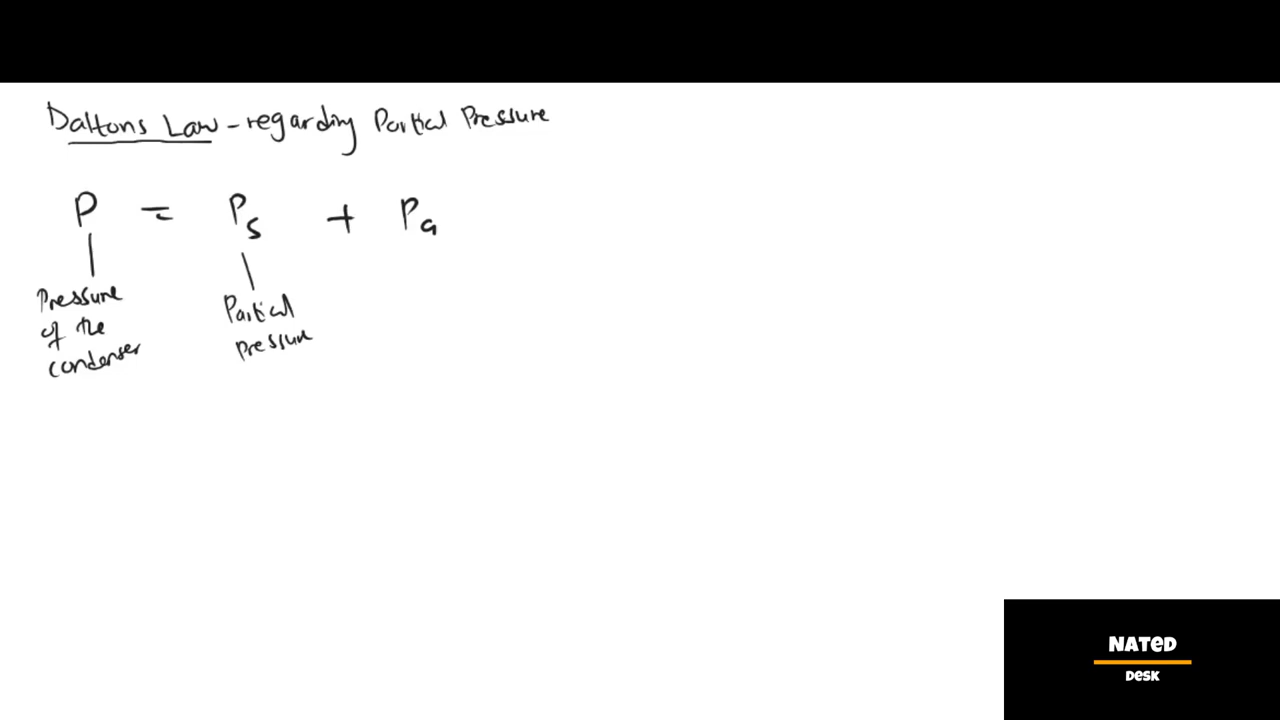 Daltons Law - regarding Partial Pressure
P = Ps + Pa
Pressure
of the
condenser
Partial
pressure
NATED
DESK